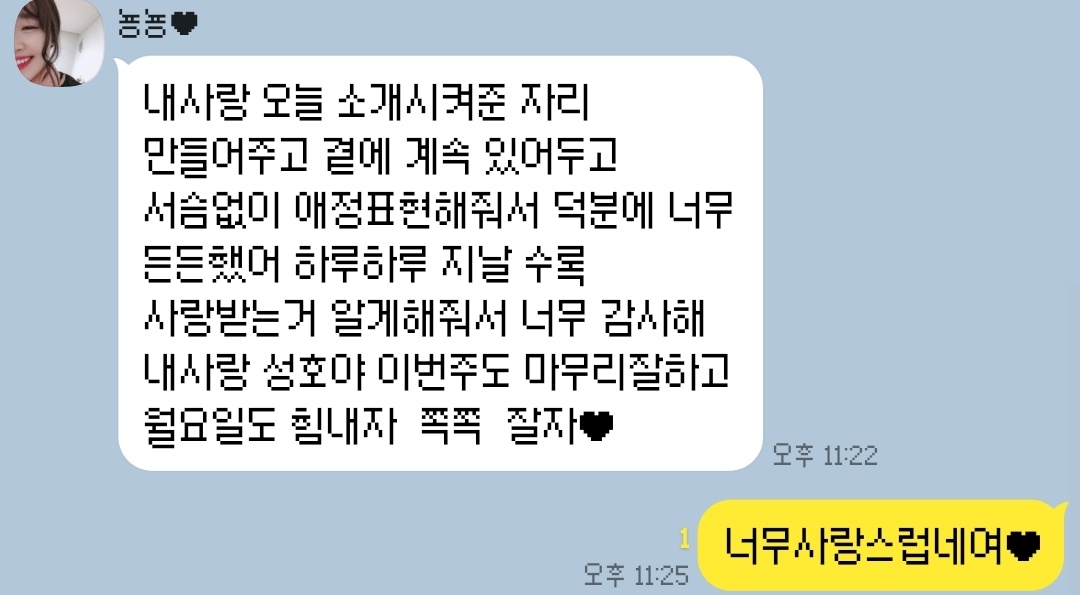 뇽뇽♥
내사랑 오늘 소개시켜준 자리
만들어주고 곁에 계속 있어두고
서슴없이 애정표현해줘서 덕분에 너무
든든했어 하루하루 지날 수록
사랑받는거 알게해줘서 너무 감사해
내사랑 성호야 이번주도 마무리잘하고
월요일도 힘내자 쪽쪽 잘자♥
오후 11:22
너무사랑스럽네여♥
1
오후 11:25